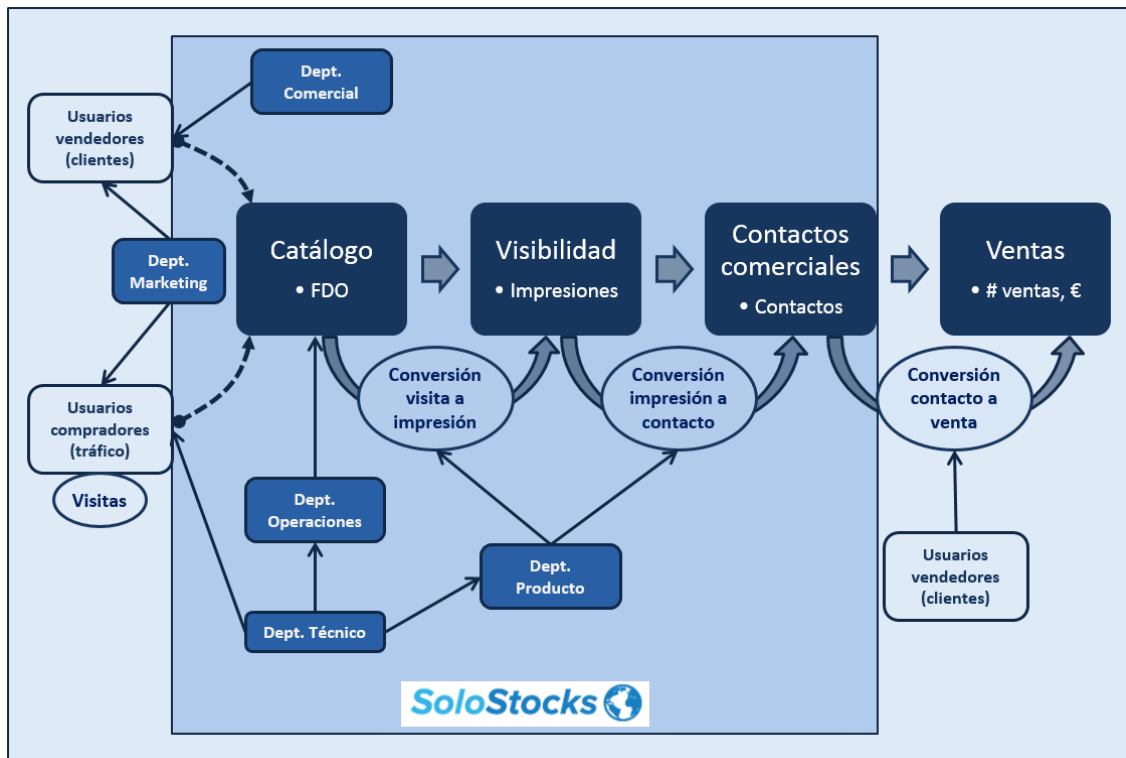 Dept.
Comercial
Usuarios
vendedores
(clientes)
Dept.
Marketing
Usuarios
compradores
(tráfico)
Visitas
Catálogo
• FDO
Visibilidad
• Impresiones
Contactos
comerciales
• Contactos
Ventas
• # ventas, €
Conversión
visita a
impresión
Conversión
impresión a
contacto
Conversión
contacto a
venta
Dept.
Operaciones
Dept.
Producto
Dept. Técnico
Usuarios
vendedores
(clientes)
SoloStocks